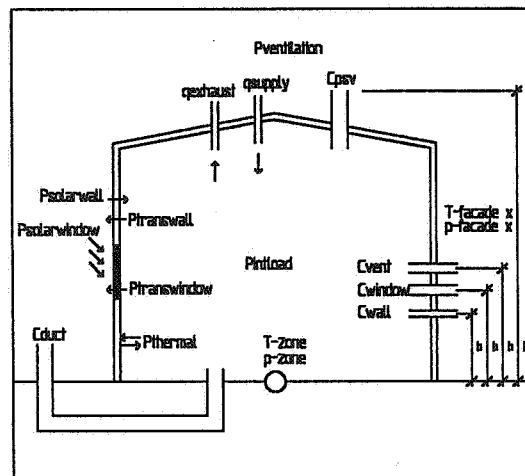 Pventilation
qexhaust
qsupply
Cpsv
Psolarwall
Ptranswall
Psolarwindow
T-facade x
p-facade x
Pintload
Cvent
Ptranswindow
Cwindow
Cwall
Cduct
Pthermal
T-zone
p-zone
h h h h